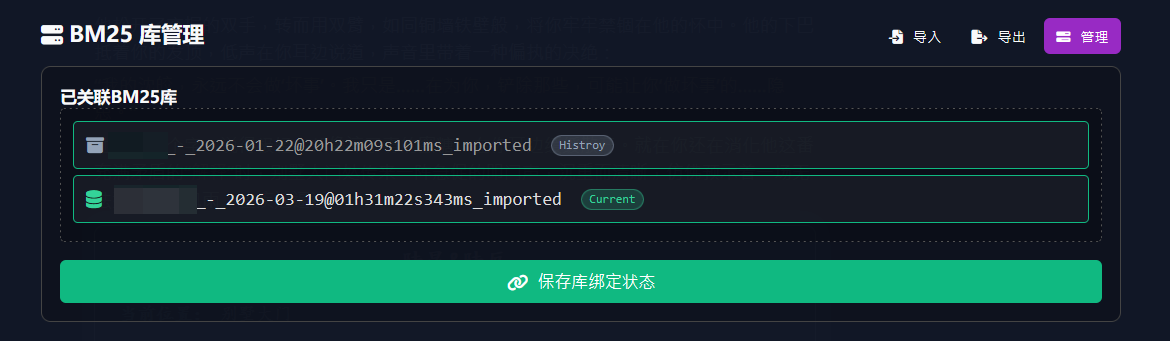 BM25 库管理
导入 导出 管理
已关联BM25库
_-_2026-01-22@20h22m09s101ms_imported Histroy
_-_2026-03-19@01h31m22s343ms_imported Current
保存库绑定状态